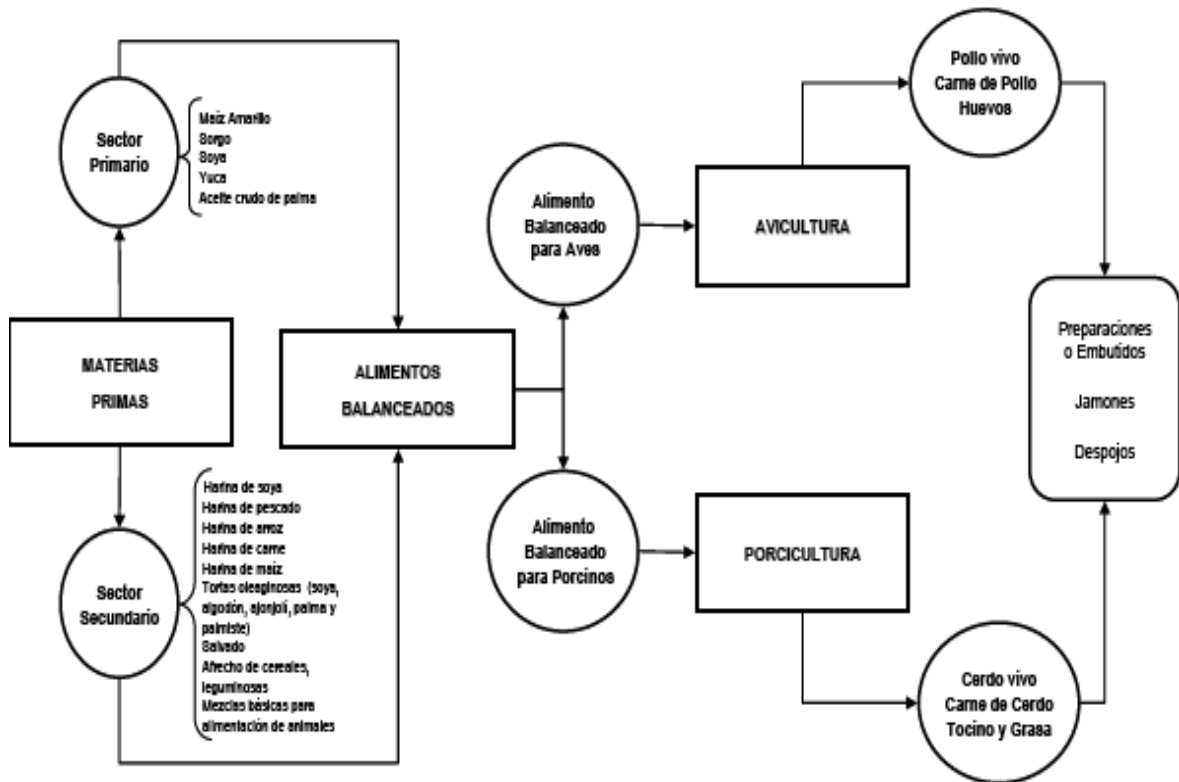 Sector
Primario
Maíz Amarillo
Sorgo
Soya
Yuca
Aceite crudo de palma
MATERIAS
PRIMAS
Sector
Secundario
Harina de soya
Harina de pescado
Harina de arroz
Harina de carne
Harina de maíz
Tortas oleaginosas (soya,
algodón, ajonjolí, palma y
palmiste)
Salvado
Afrecho de cereales,
leguminosas
Mezclas básicas para
alimentación de animales
ALIMENTOS
BALANCEADOS
Alimento
Balanceado
para Aves
Alimento
Balanceado
para Porcinos
AVICULTURA
PORCICULTURA
Pollo vivo
Carne de Pollo
Huevos
Preparaciones
o Embutidos
Jamones
Despojos
Cerdo vivo
Carne de Cerdo
Tocino y Grasa